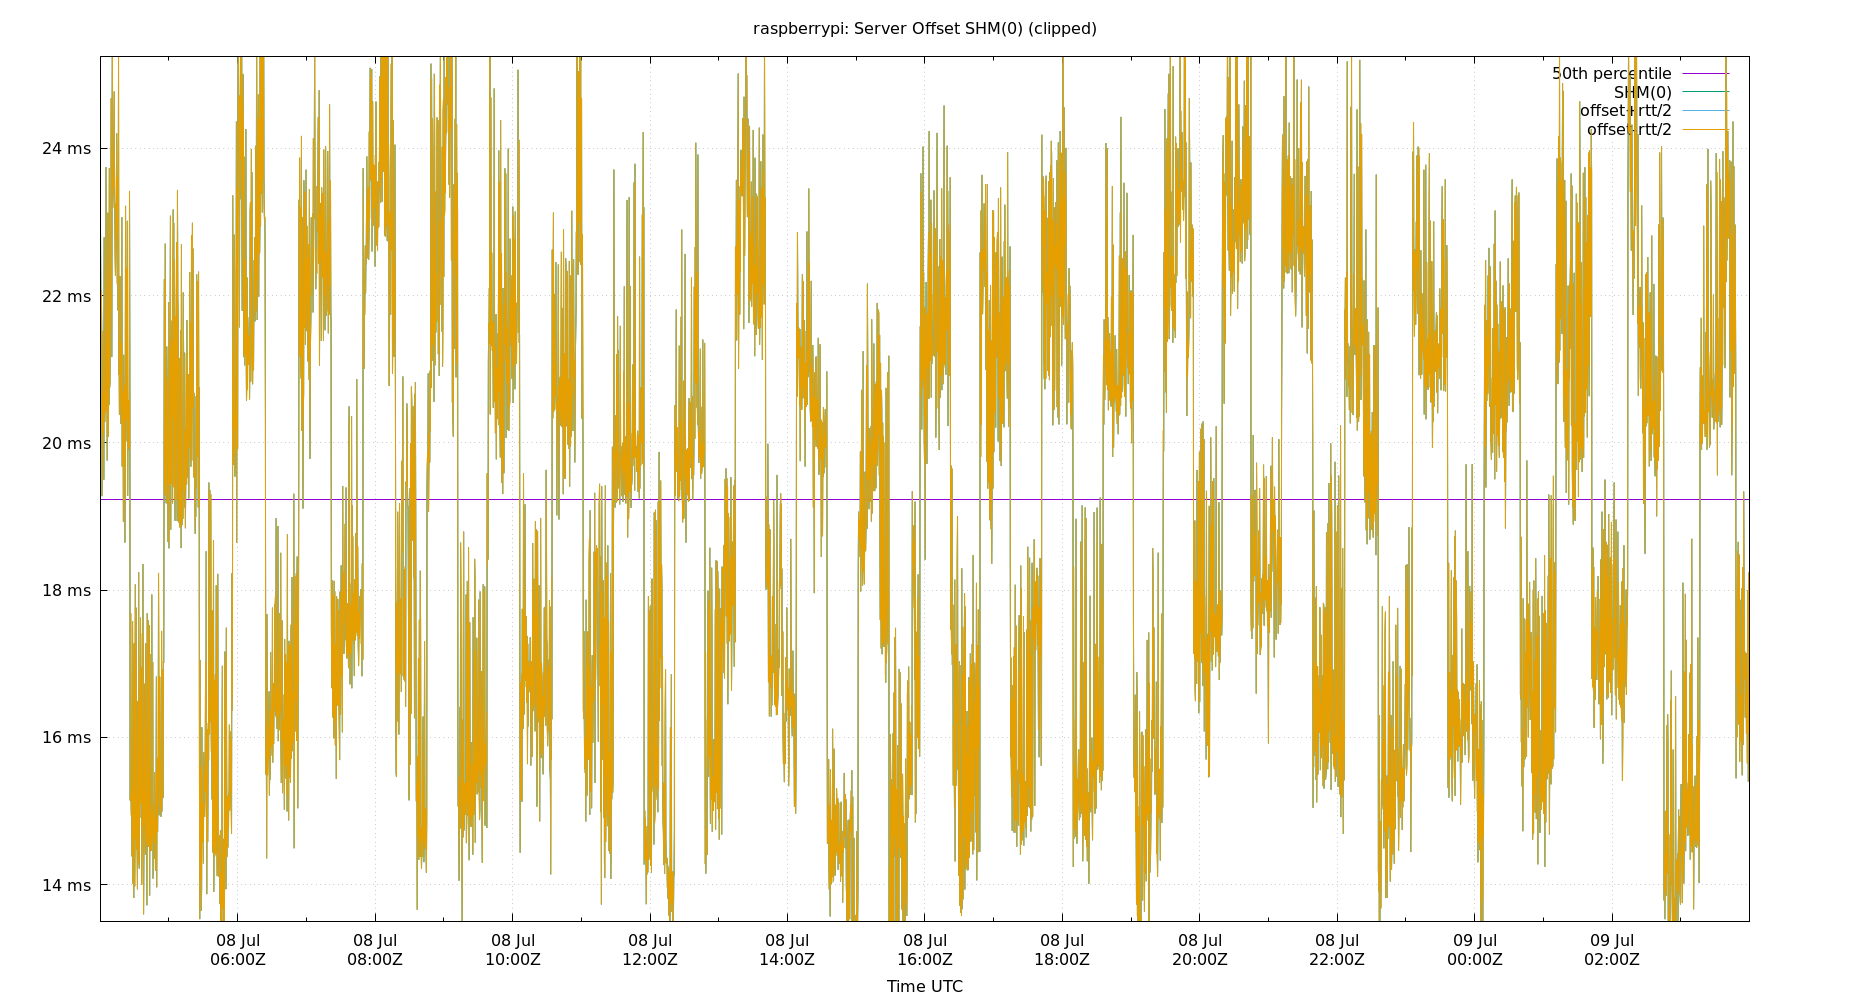 raspberrypi: Server Offset SHM(0) (clipped)
50th percentile
SHM(0)
offset+rtt/2
offset-rtt/2
24 ms
22 ms
20 ms
18 ms
16 ms
14 ms
08 Jul 08 Jul 08 Jul 08 Jul 08 Jul 08 Jul 08 Jul 08 Jul 08 Jul 09 Jul 09 Jul
06:00Z 08:00Z 10:00Z 12:00Z 14:00Z 16:00Z 18:00Z 20:00Z 22:00Z 00:00Z 02:00Z
Time UTC